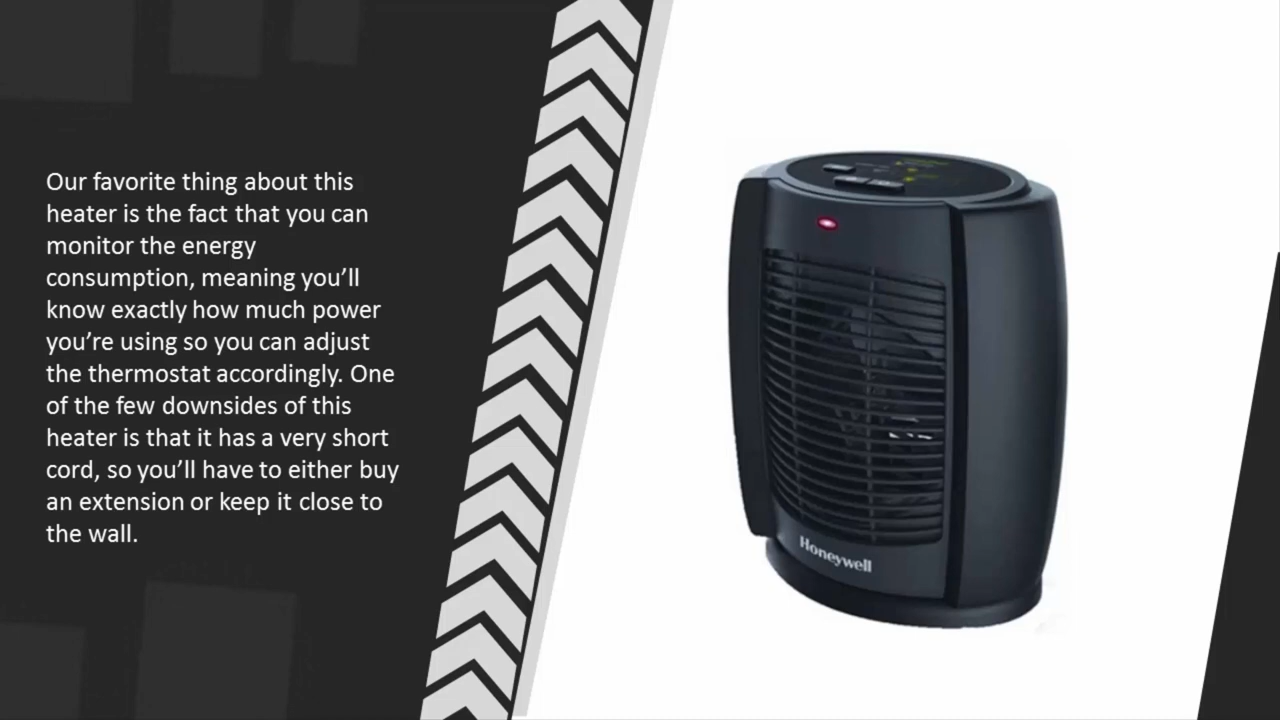 Our favorite thing about this
heater is the fact that you can
monitor the energy
consumption, meaning you’ll
know exactly how much power
you’re using so you can adjust
the thermostat accordingly. One
of the few downsides of this
heater is that it has a very short
cord, so you’ll have to either buy
an extension or keep it close to
the wall.
Honeywell